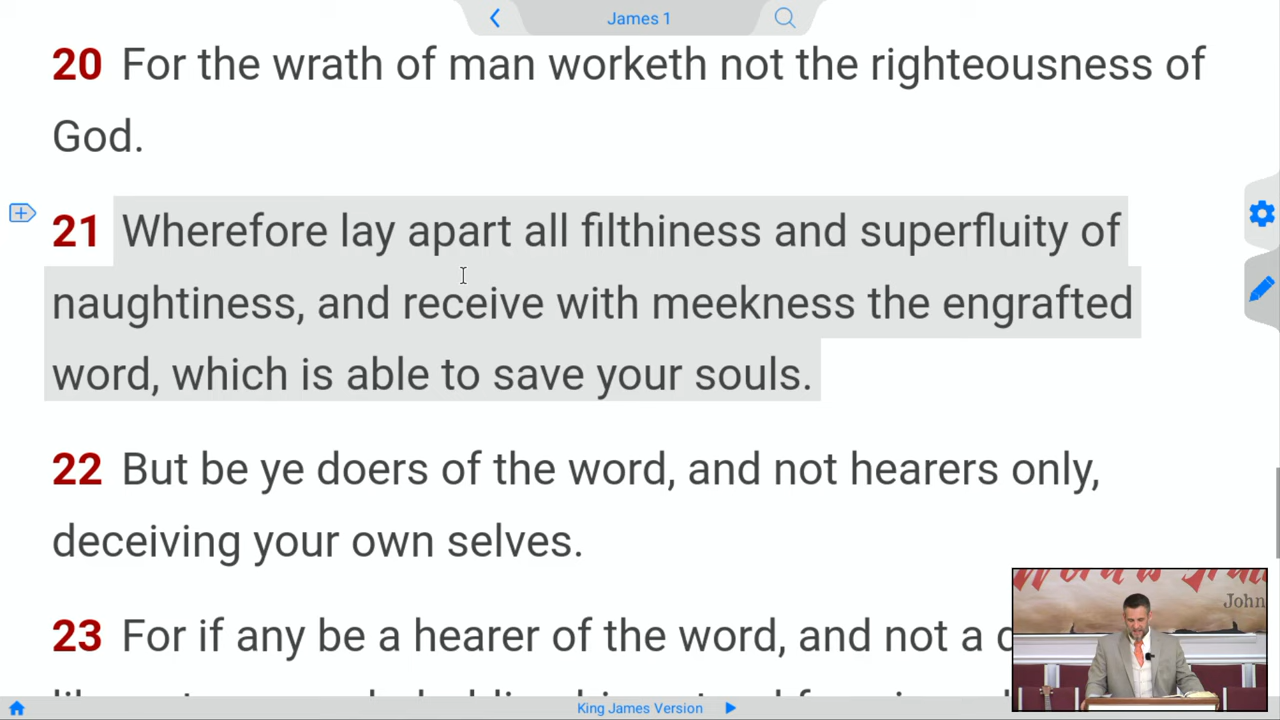 James 1
20 For the wrath of man worketh not the righteousness of
God.
21 Wherefore lay apart all filthiness and superfluity of
naughtiness, and receive with meekness the engrafted
word, which is able to save your souls.
22 But be ye doers of the word, and not hearers only,
deceiving your own selves.
23 For if any be a hearer of the word, and not a
John
King James Version